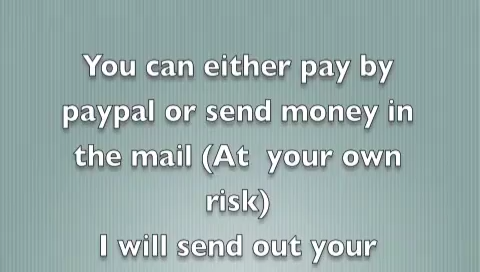 You can either pay by
paypal or send money in
the mail (At  your own
risk)
I will send out your